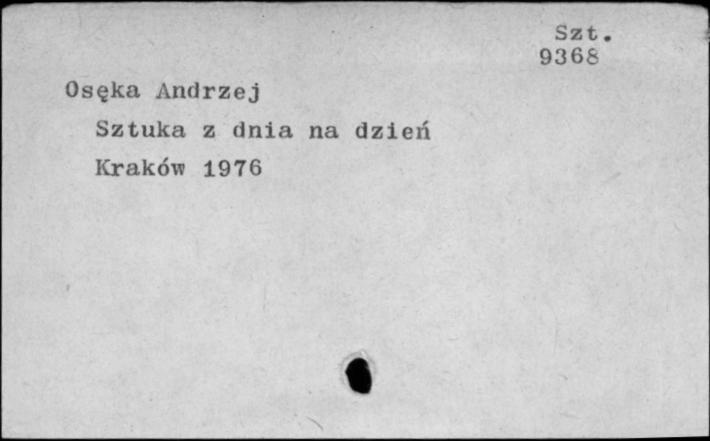 Szt.
9368
Osęka Andrzej
Sztuka z dnia na dzień
Kraków 1976